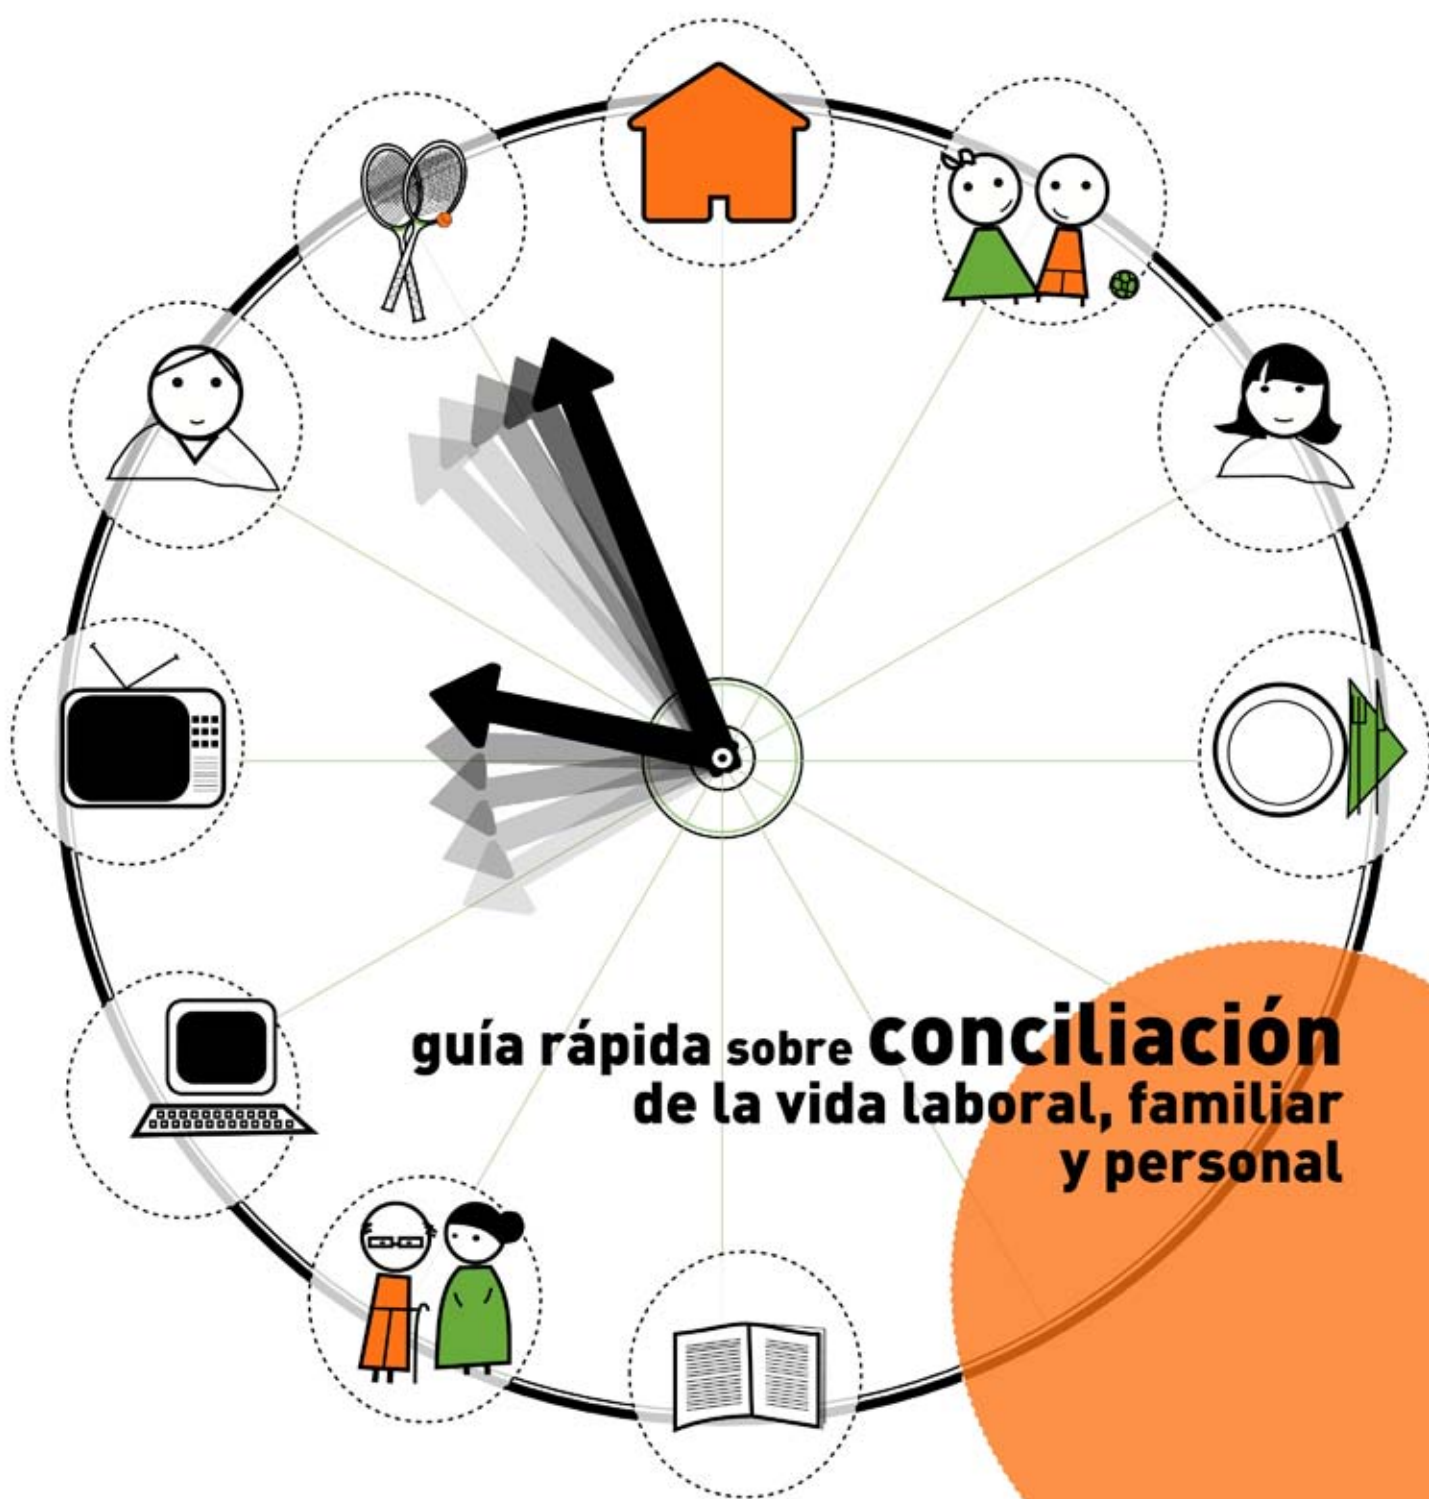 guía rápida sobre conciliación
de la vida laboral, familiar
y personal